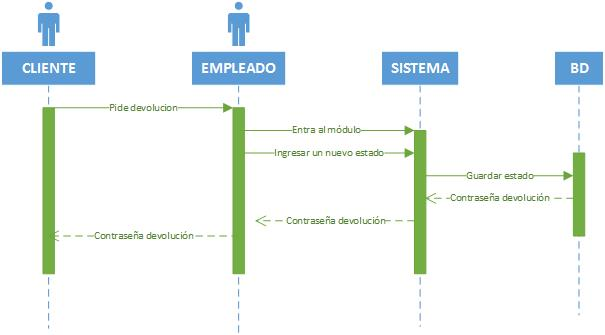 CLIENTE
EMPLEADO
SISTEMA
BD
Pide devolucion
Entra al módulo
Ingresar un nuevo estado
Guardar estado
Contraseña devolución
Contraseña devolución
Contraseña devolución